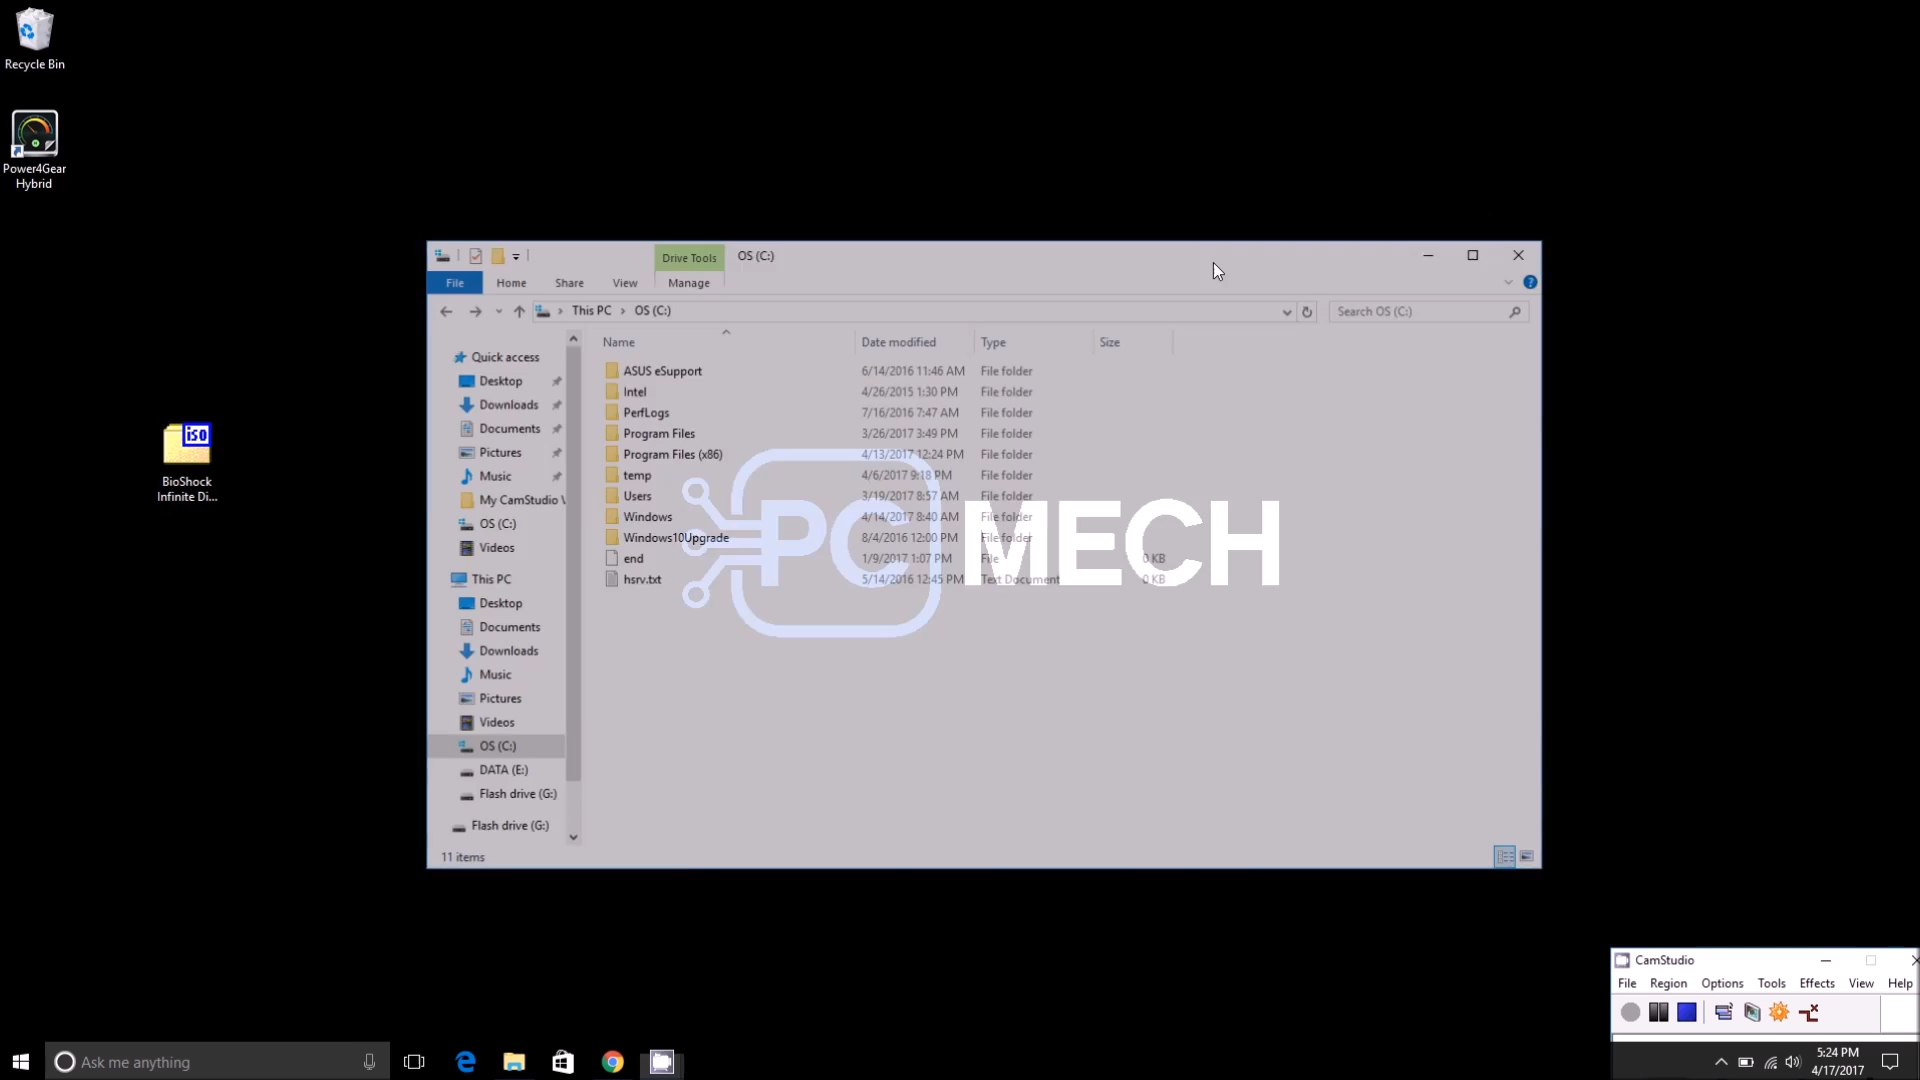 Recycle Bin
Power4Gear
Hybrid
iso
BioShock
Infinite Di...
Drive Tools
OS (C:)
File
Home
Share
View
Manage
This PC
OS (C:)
Search OS (C:)
Name
Date modified
Type
Size
Quick access
Desktop
Downloads
Documents
Pictures
Music
My CamStudio V
OS (C:)
Videos
This PC
Desktop
Documents
Downloads
Music
Pictures
Videos
OS (C:)
DATA (E:)
Flash drive (G:)
Flash drive (G:)
ASUS eSupport 6/14/2016 11:46 AM File folder
Intel 4/26/2015 1:30 PM File folder
PerfLogs 7/16/2016 7:47 AM File folder
Program Files 3/26/2017 3:49 PM File folder
Program Files (x86) 4/13/2017 12:24 PM File folder
temp 4/6/2017 9:18 PM File folder
Users 3/19/2017 8:57 AM File folder
Windows 4/14/2017 8:40 AM File folder
Windows10Upgrade 8/4/2016 12:00 PM File folder
end 1/9/2017 1:07 PM File 0 KB
hsrv.txt 5/14/2016 12:45 PM Text Document 0 KB
PC MECH
11 items
CamStudio
File Region Options Tools Effects View Help
Ask me anything
5:24 PM
4/17/2017